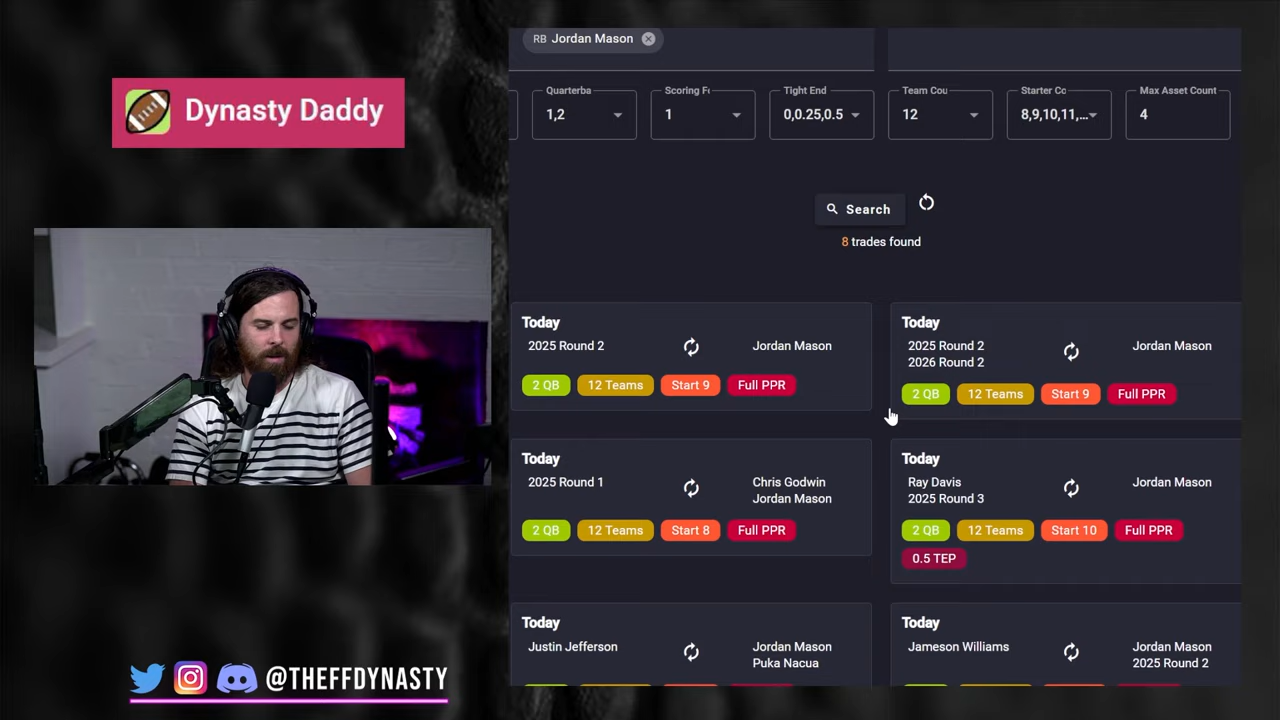 Dynasty Daddy
@THEFFDYNASTY
RB Jordan Mason
Quarterba
1,2
Scoring Fo
1
Tight End
0,0.25,0.5
Team Cou
12
Starter Co
8,9,10,11,...
Max Asset Count
4
Search
8 trades found
Today
2025 Round 2
Jordan Mason
2 QB 12 Teams Start 9 Full PPR
Today
2025 Round 2
2026 Round 2
Jordan Mason
2 QB 12 Teams Start 9 Full PPR
Today
2025 Round 1
Chris Godwin
Jordan Mason
2 QB 12 Teams Start 8 Full PPR
Today
Ray Davis
2025 Round 3
Jordan Mason
2 QB 12 Teams Start 10 Full PPR
0.5 TEP
Today
Justin Jefferson
Jordan Mason
Puka Nacua
Today
Jameson Williams
Jordan Mason
2025 Round 2